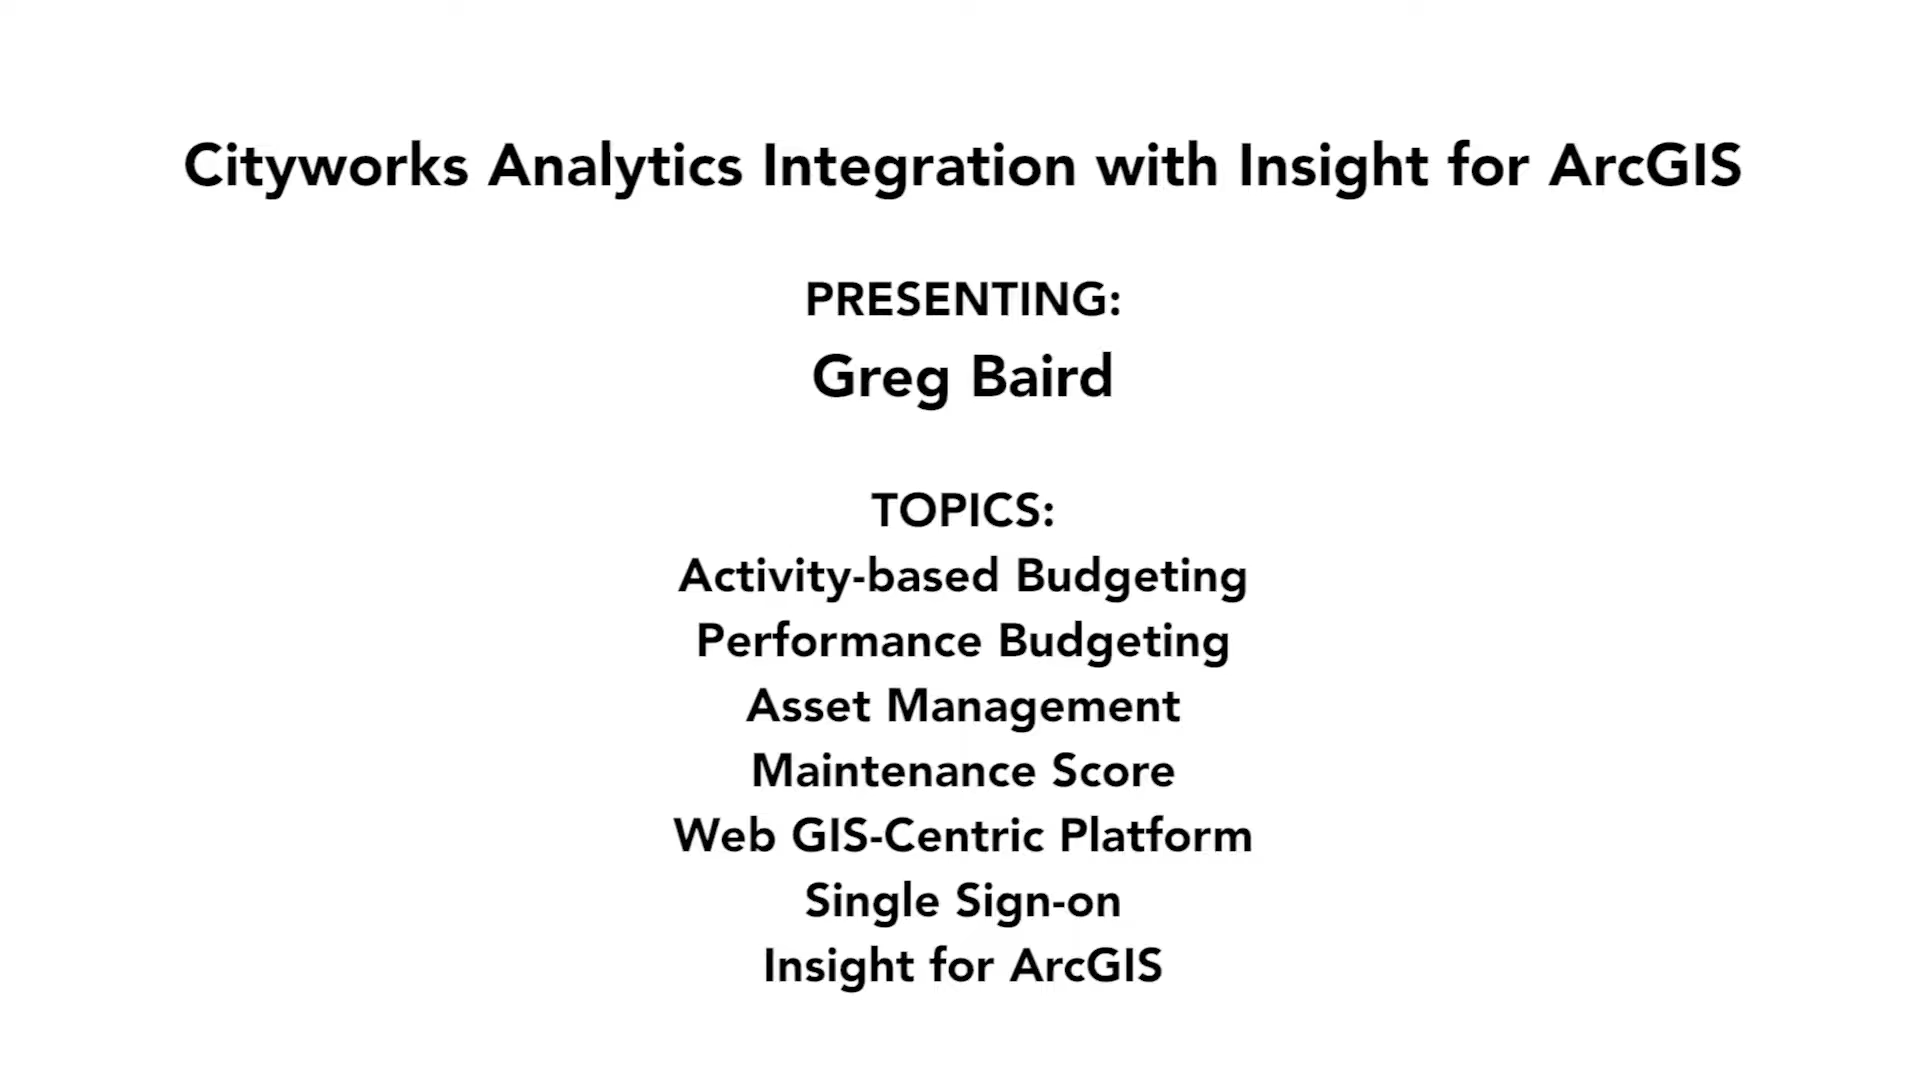 Cityworks Analytics Integration with Insight for ArcGIS
PRESENTING:
Greg Baird
TOPICS:
Activity-based Budgeting
Performance Budgeting
Asset Management
Maintenance Score
Web GIS-Centric Platform
Single Sign-on
Insight for ArcGIS